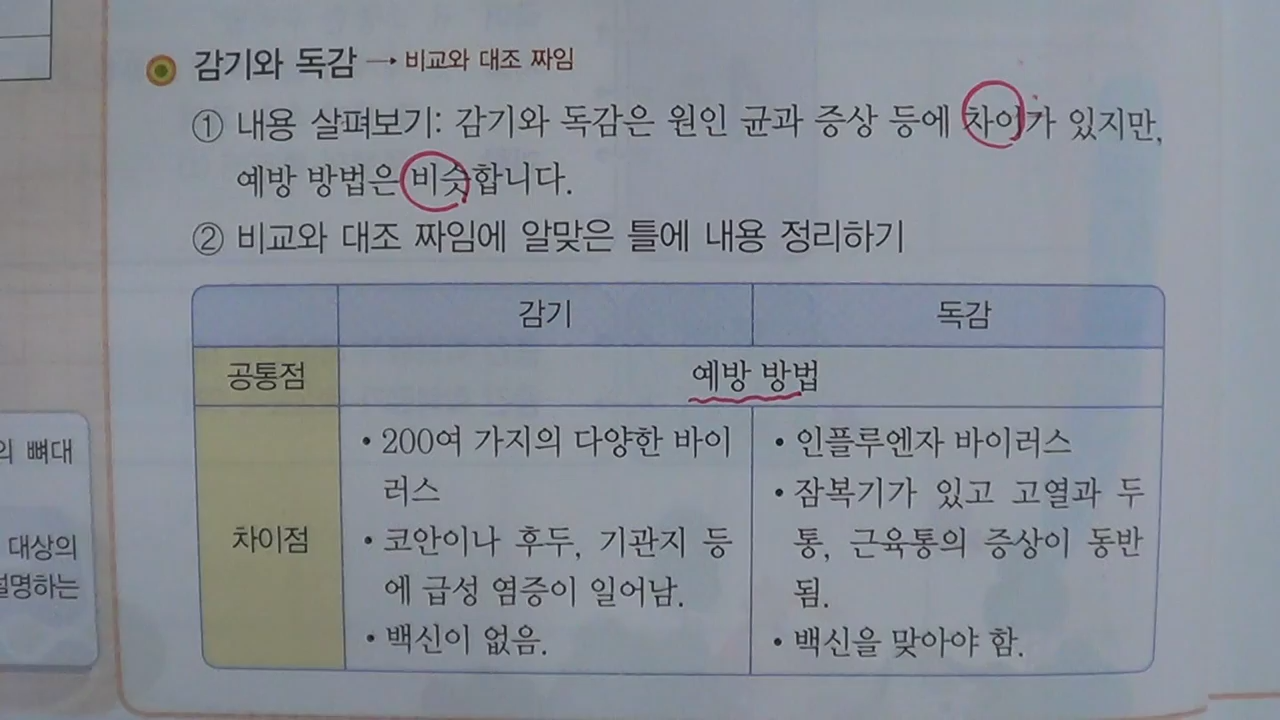 감기와 독감 → 비교와 대조 짜임
① 내용 살펴보기: 감기와 독감은 원인 균과 증상 등에 차이가 있지만,
예방 방법은 비슷합니다.
② 비교와 대조 짜임에 알맞은 틀에 내용 정리하기
감기 독감
공통점 예방 방법
차이점
• 200여 가지의 다양한 바이
러스
• 코안이나 후두, 기관지 등
에 급성 염증이 일어남.
• 백신이 없음.
• 인플루엔자 바이러스
• 잠복기가 있고 고열과 두
통, 근육통의 증상이 동반
됨.
• 백신을 맞아야 함.
의 뼈대
대상의
설명하는